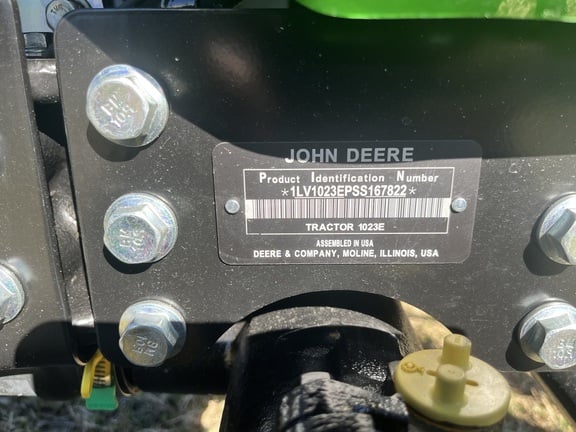 JOHN DEERE
Product Identification Number
*1LV1023EPSS167822*
TRACTOR 1023E
ASSEMBLED IN USA
DEERE & COMPANY, MOLINE, ILLINOIS, USA